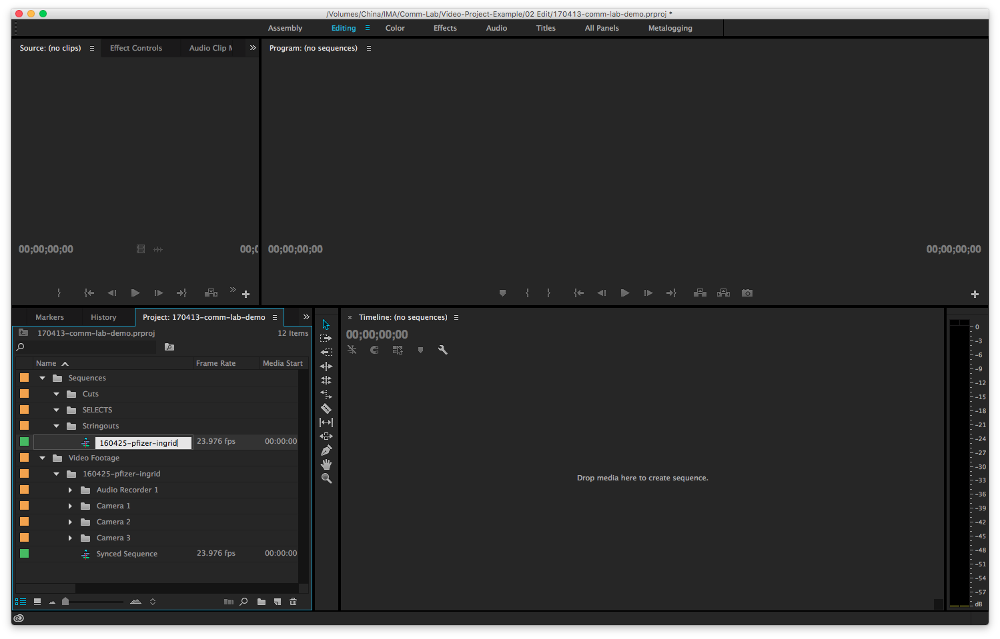 /Volumes/China/IMA/Comm-Lab/Video-Project-Example/02 Edit/170413-comm-lab-demo.prproj *
Assembly Editing Color Effects Audio Titles All Panels Metalogging
Source: (no clips) Effect Controls Audio Clip M
Program: (no sequences)
00;00;00;00 00;0
00;00;00;00 00;00;00;00
Markers History Project: 170413-comm-lab-demo
170413-comm-lab-demo.prproj 12 Items
Name Frame Rate Media Start
Sequences
Cuts
SELECTS
Stringouts
160425-pfizer-ingrid 23.976 fps 00:00:00
Video Footage
160425-pfizer-ingrid
Audio Recorder 1
Camera 1
Camera 2
Camera 3
Synced Sequence 23.976 fps 00:00:00
× Timeline: (no sequences)
00;00;00;00
Drop media here to create sequence.
0
-3
-6
-9
-12
-15
-18
-21
-24
-27
-30
-33
-36
-39
-42
-45
-48
-51
-54
-57
dB